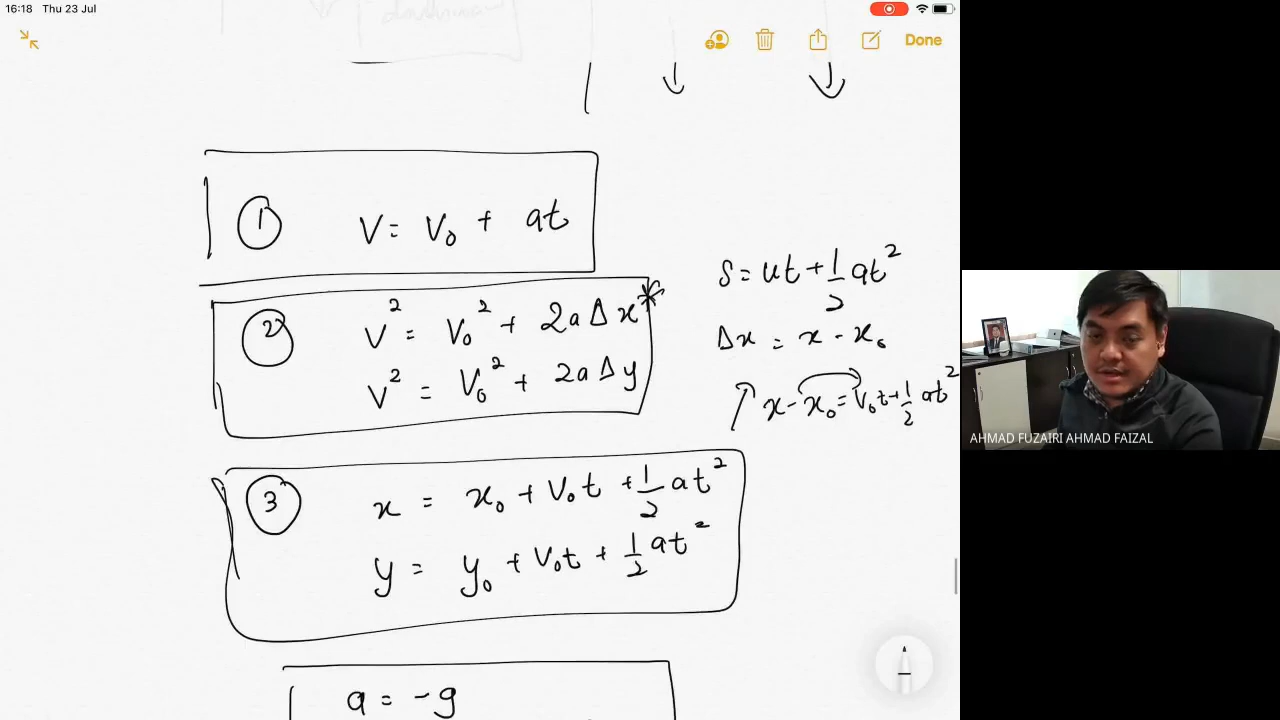 16:18 Thu 23 Jul
Done
① V = V₀ + at
② V² = V₀² + 2aΔx*
V² = V₀² + 2aΔy
S = ut + 1/2 at²
Δx = x - x₀
x - x₀ = V₀t + 1/2 at²
③ x = x₀ + V₀t + 1/2 at²
y = y₀ + V₀t + 1/2 at²
a = -g
AHMAD FUZAIRI AHMAD FAIZAL